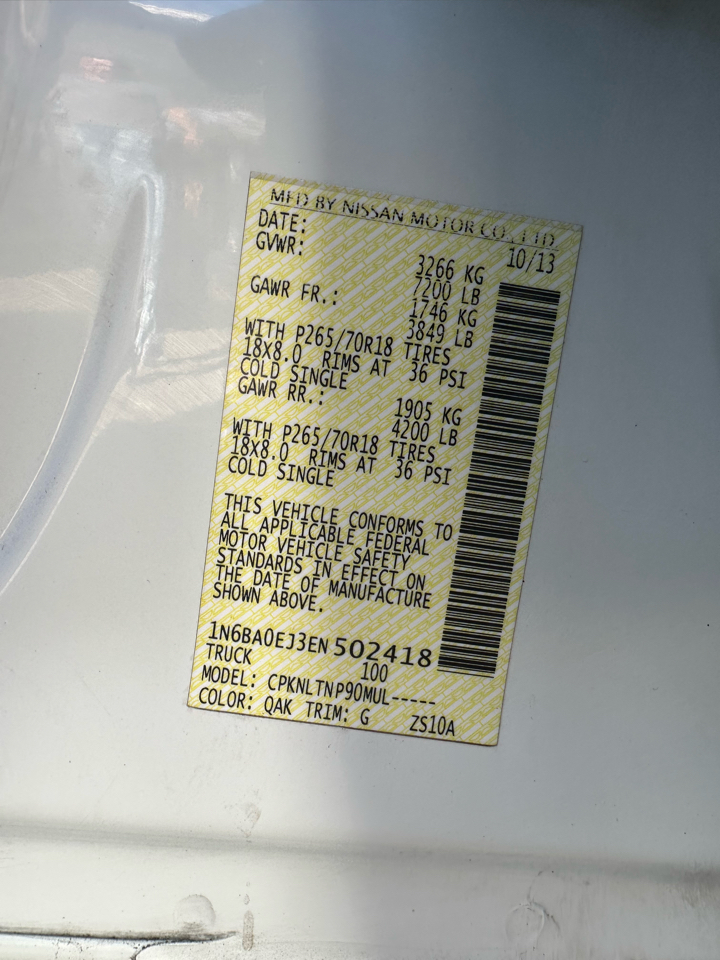 MFD BY NISSAN MOTOR CO., LTD.
DATE: 10/13
GVWR:
3266 KG
7200 LB
GAWR FR.: 1746 KG
3849 LB
WITH P265/70R18 TIRES
18X8.0 RIMS AT 36 PSI
COLD SINGLE
GAWR RR.:
1905 KG
4200 LB
WITH P265/70R18 TIRES
18X8.0 RIMS AT 36 PSI
COLD SINGLE
THIS VEHICLE CONFORMS TO
ALL APPLICABLE FEDERAL
MOTOR VEHICLE SAFETY
STANDARDS IN EFFECT ON
THE DATE OF MANUFACTURE
SHOWN ABOVE.
1N6BA0EJ3EN502418
TRUCK 100
MODEL: CPKNLTNP90MUL-----
COLOR: QAK TRIM: G ZS10A